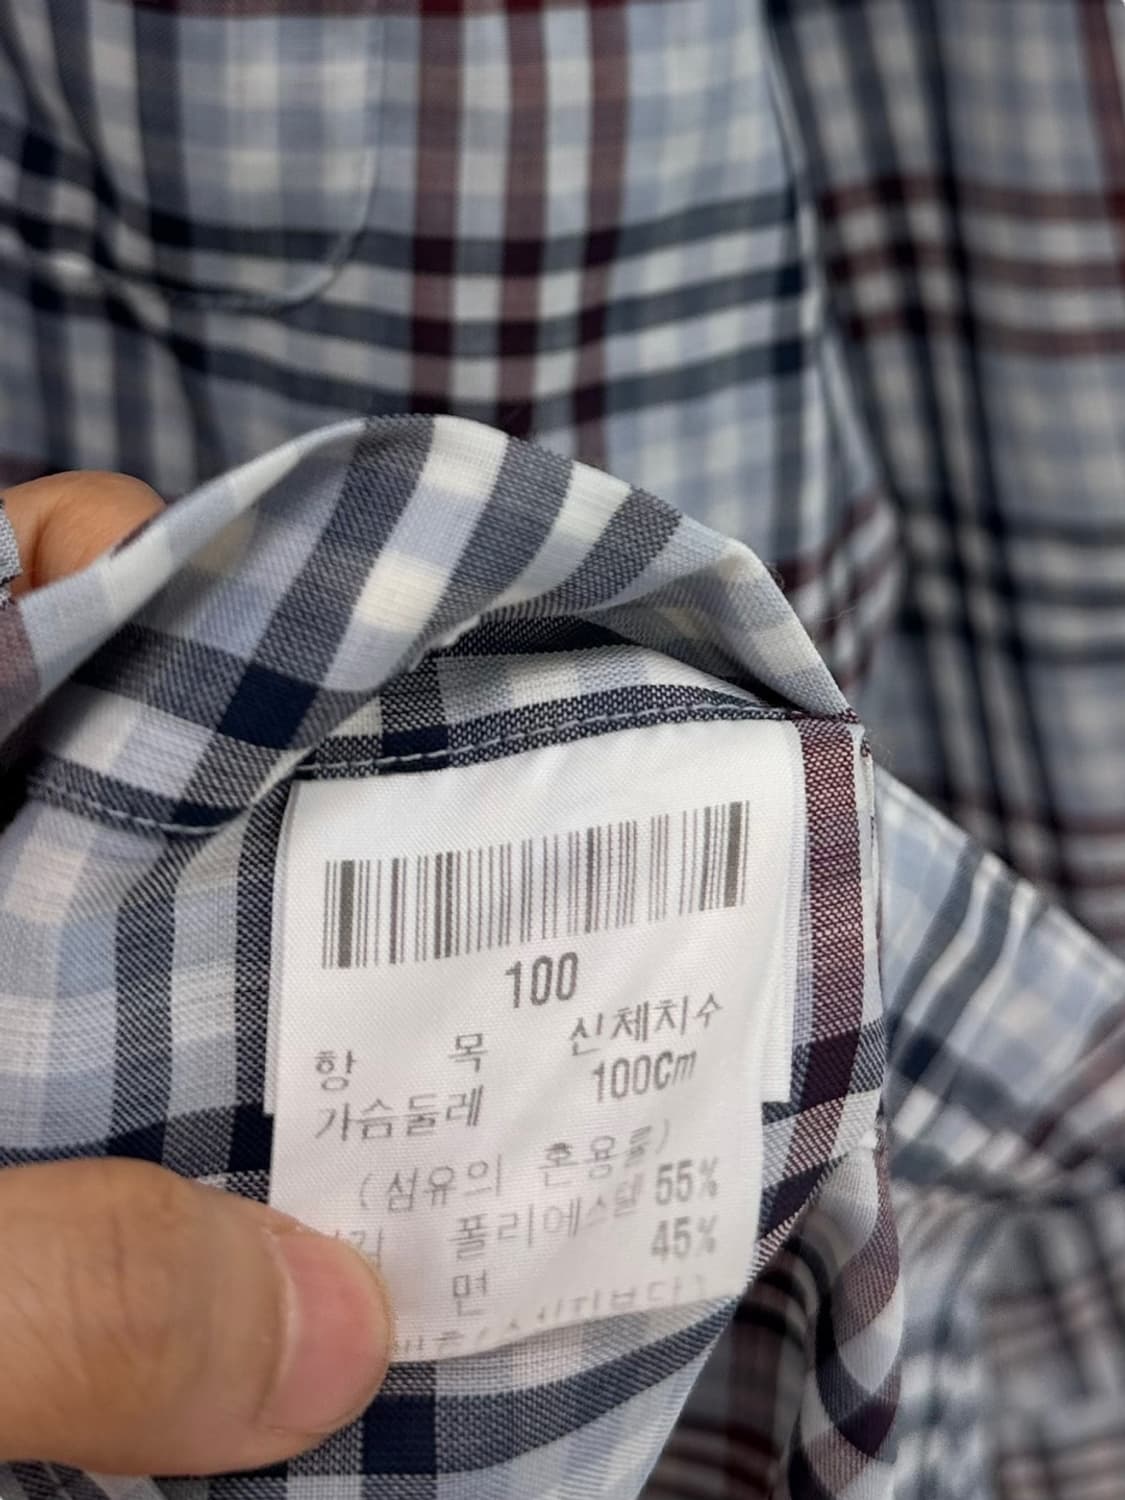 100
항 목 신체치수
가슴둘레 100Cm
(섬유의 혼용률)
폴리에스텔 55%
면 45%